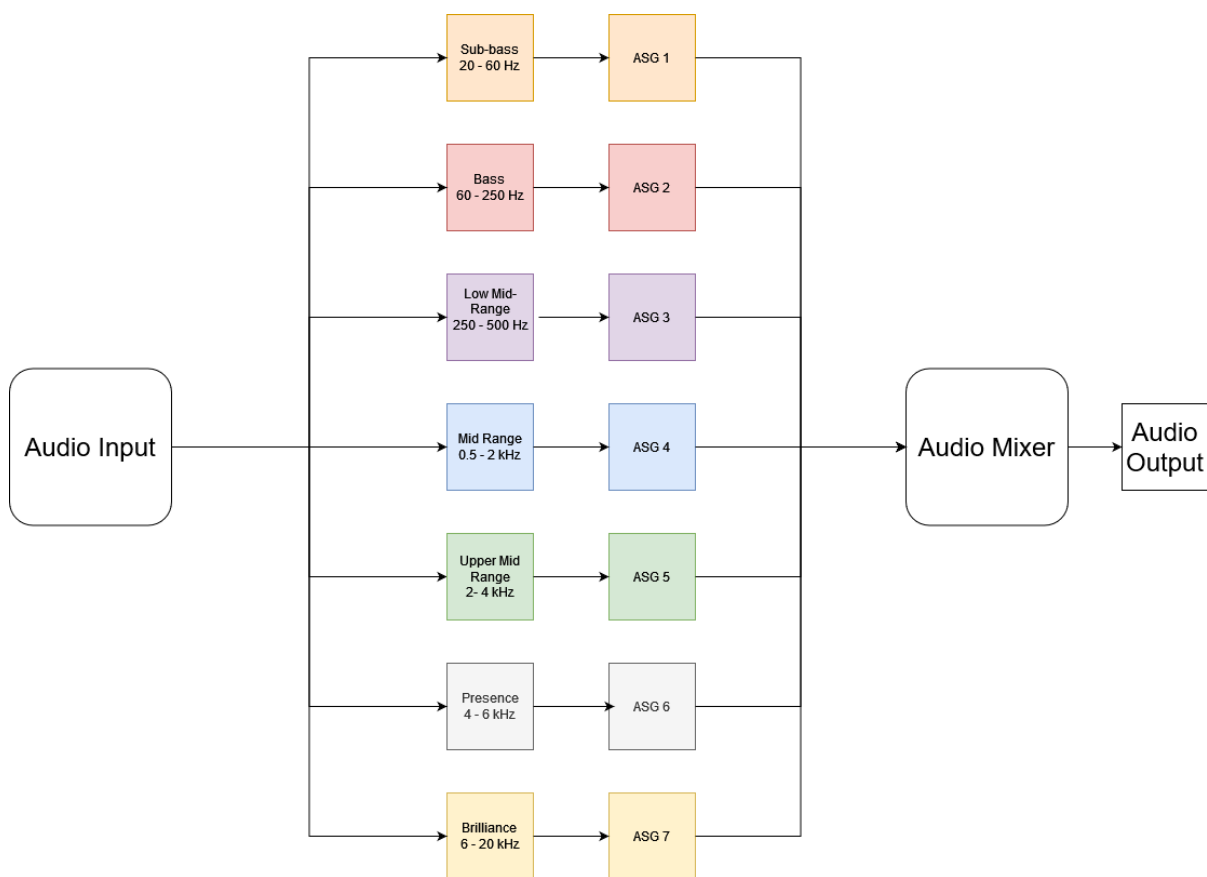 Sub-bass
20 - 60 Hz
ASG 1
Bass
60 - 250 Hz
ASG 2
Low Mid-
Range
250 - 500 Hz
ASG 3
Audio Input
Mid Range
0.5 - 2 kHz
ASG 4
Audio Mixer
Audio
Output
Upper Mid
Range
2- 4 kHz
ASG 5
Presence
4 - 6 kHz
ASG 6
Brilliance
6 - 20 kHz
ASG 7